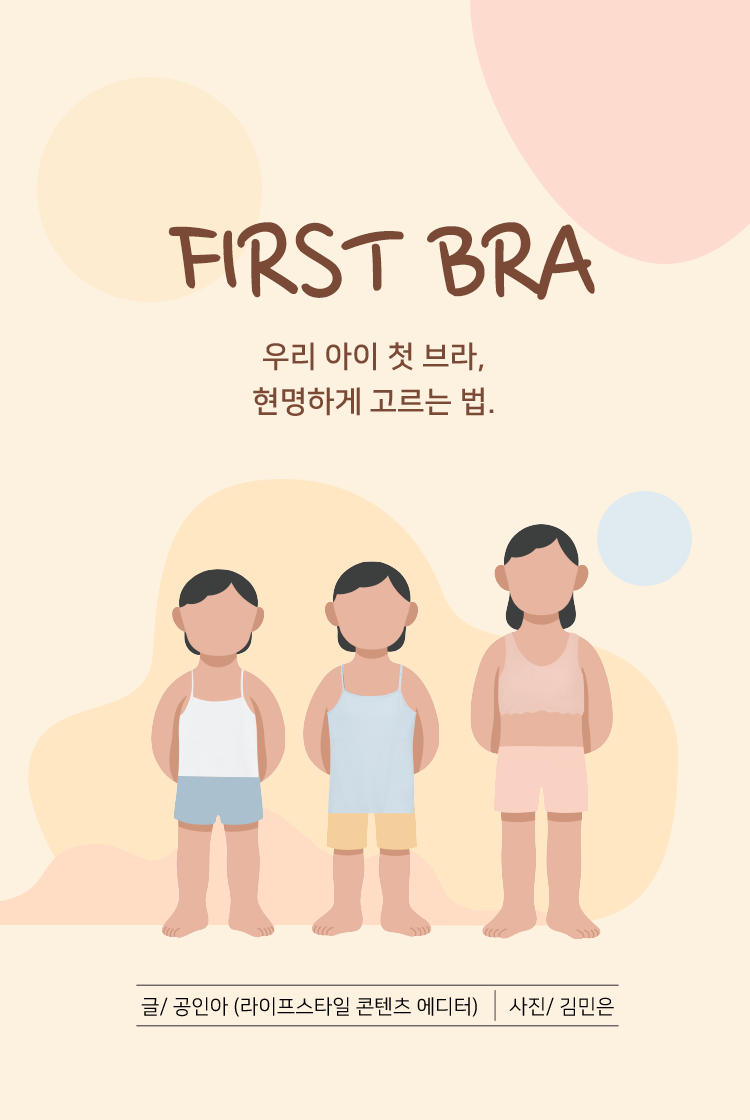 FIRST BRA
우리 아이 첫 브라,
현명하게 고르는 법.
글/ 공인아 (라이프스타일 콘텐츠 에디터) | 사진/ 김민은